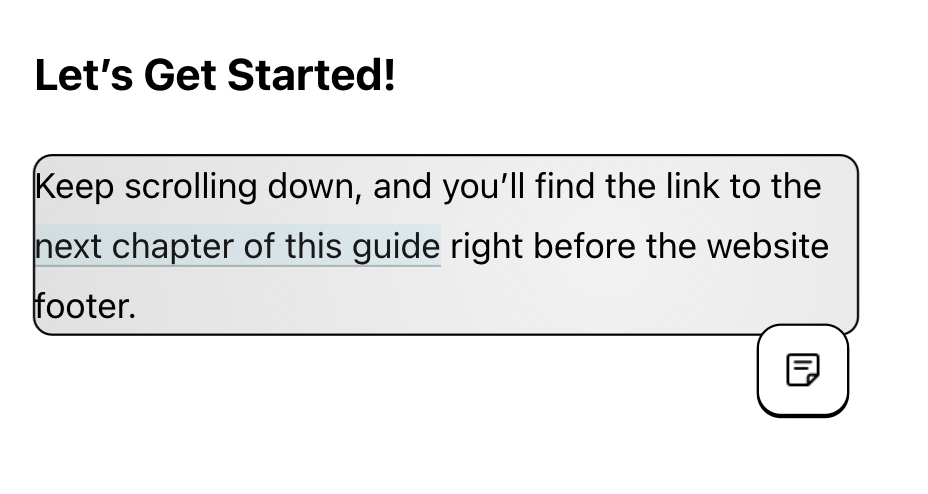 Let’s Get Started!
Keep scrolling down, and you’ll find the link to the
next chapter of this guide right before the website
footer.